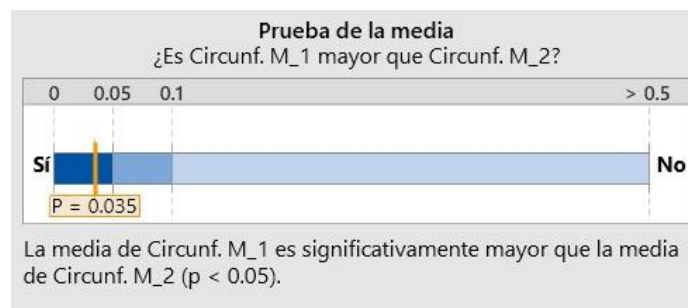 Prueba de la media
¿Es Circunf. M_1 mayor que Circunf. M_2?
0 0.05 0.1 > 0.5
Sí No
P = 0.035
La media de Circunf. M_1 es significativamente mayor que la media
de Circunf. M_2 (p < 0.05).